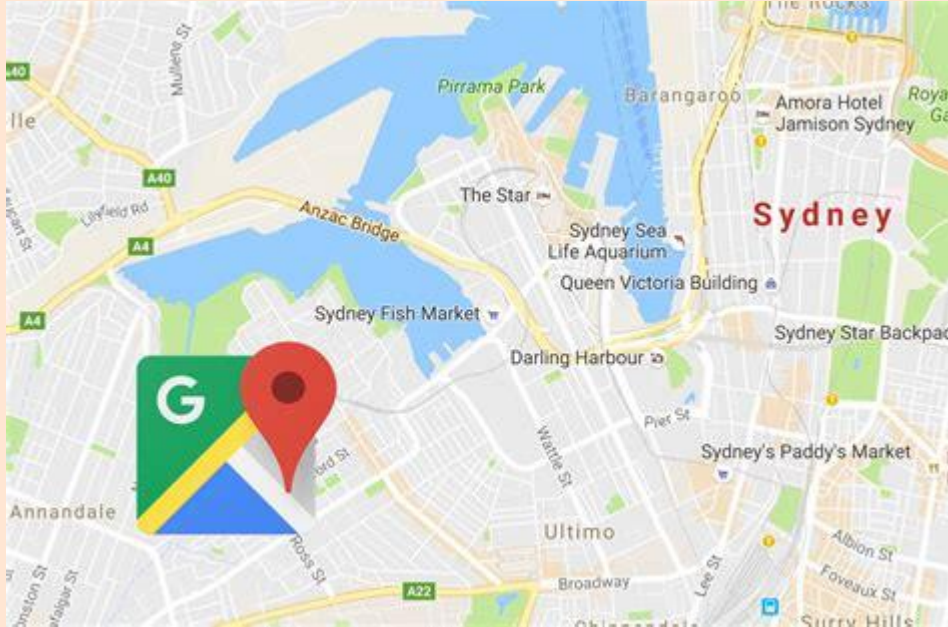 The Rocks
Pirrama Park
Barangaroo
Amora Hotel
Jamison Sydney
Mullens St
A40
A40
Lilyfield Rd
The Star
Sydney
Anzac Bridge
Sydney Sea
Life Aquarium
A4
Queen Victoria Building
Sydney Fish Market
A4
Sydney Star Backpac
Darling Harbour
G
Pier St
Wattle St
Sydney's Paddy's Market
Annandale
Ultimo
Ross St
Albion St
Broadway
Lee St
A22
Foveaux St
Surry Hills